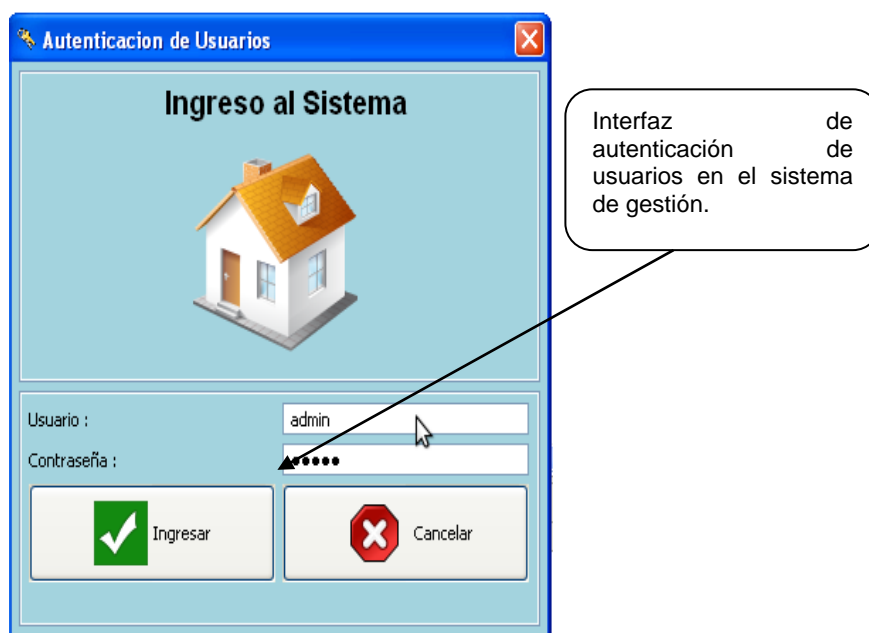 Autenticacion de Usuarios
Ingreso al Sistema
Interfaz de
autenticación de
usuarios en el sistema
de gestión.
Usuario :
admin
Contraseña :
•••••
Ingresar
Cancelar